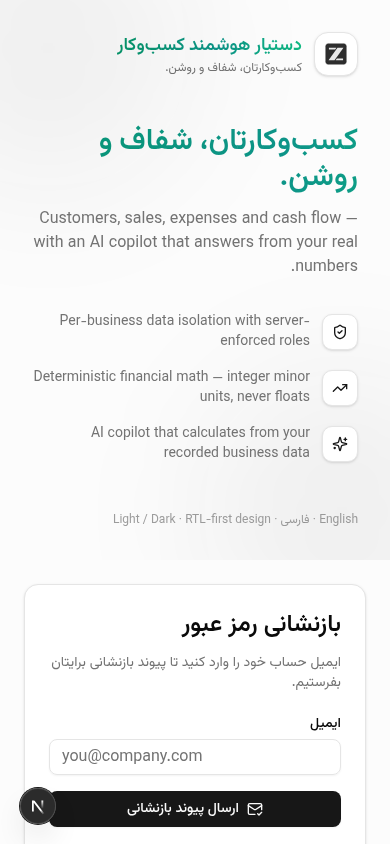 دستیار هوشمند کسب‌وکار
کسب‌وکارتان، شفاف و روشن.
کسب‌وکارتان، شفاف و
روشن.
Customers, sales, expenses and cash flow —
with an AI copilot that answers from your real
numbers.
Per-business data isolation with server-
enforced roles
Deterministic financial math — integer minor
units, never floats
AI copilot that calculates from your
recorded business data
Light / Dark · RTL-first design · فارسی · English
بازنشانی رمز عبور
ایمیل حساب خود را وارد کنید تا پیوند بازنشانی برایتان
بفرستیم.
ایمیل
you@company.com
ارسال پیوند بازنشانی
N